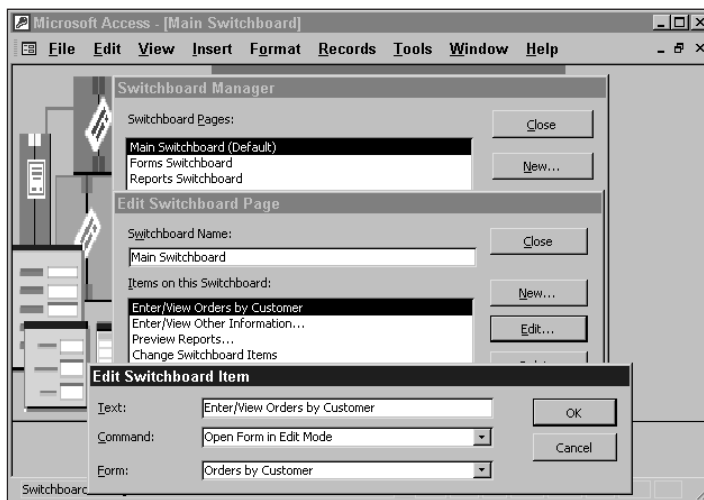 Microsoft Access - [Main Switchboard]
File Edit View Insert Format Records Tools Window Help
Switchboard Manager
Switchboard Pages:
Main Switchboard (Default)
Forms Switchboard
Reports Switchboard
Close
New...
Edit Switchboard Page
Switchboard Name:
Main Switchboard
Close
Items on this Switchboard:
Enter/View Orders by Customer
Enter/View Other Information...
Preview Reports...
Change Switchboard Items
New...
Edit...
Edit Switchboard Item
Text: Enter/View Orders by Customer
Command: Open Form in Edit Mode
Form: Orders by Customer
OK
Cancel